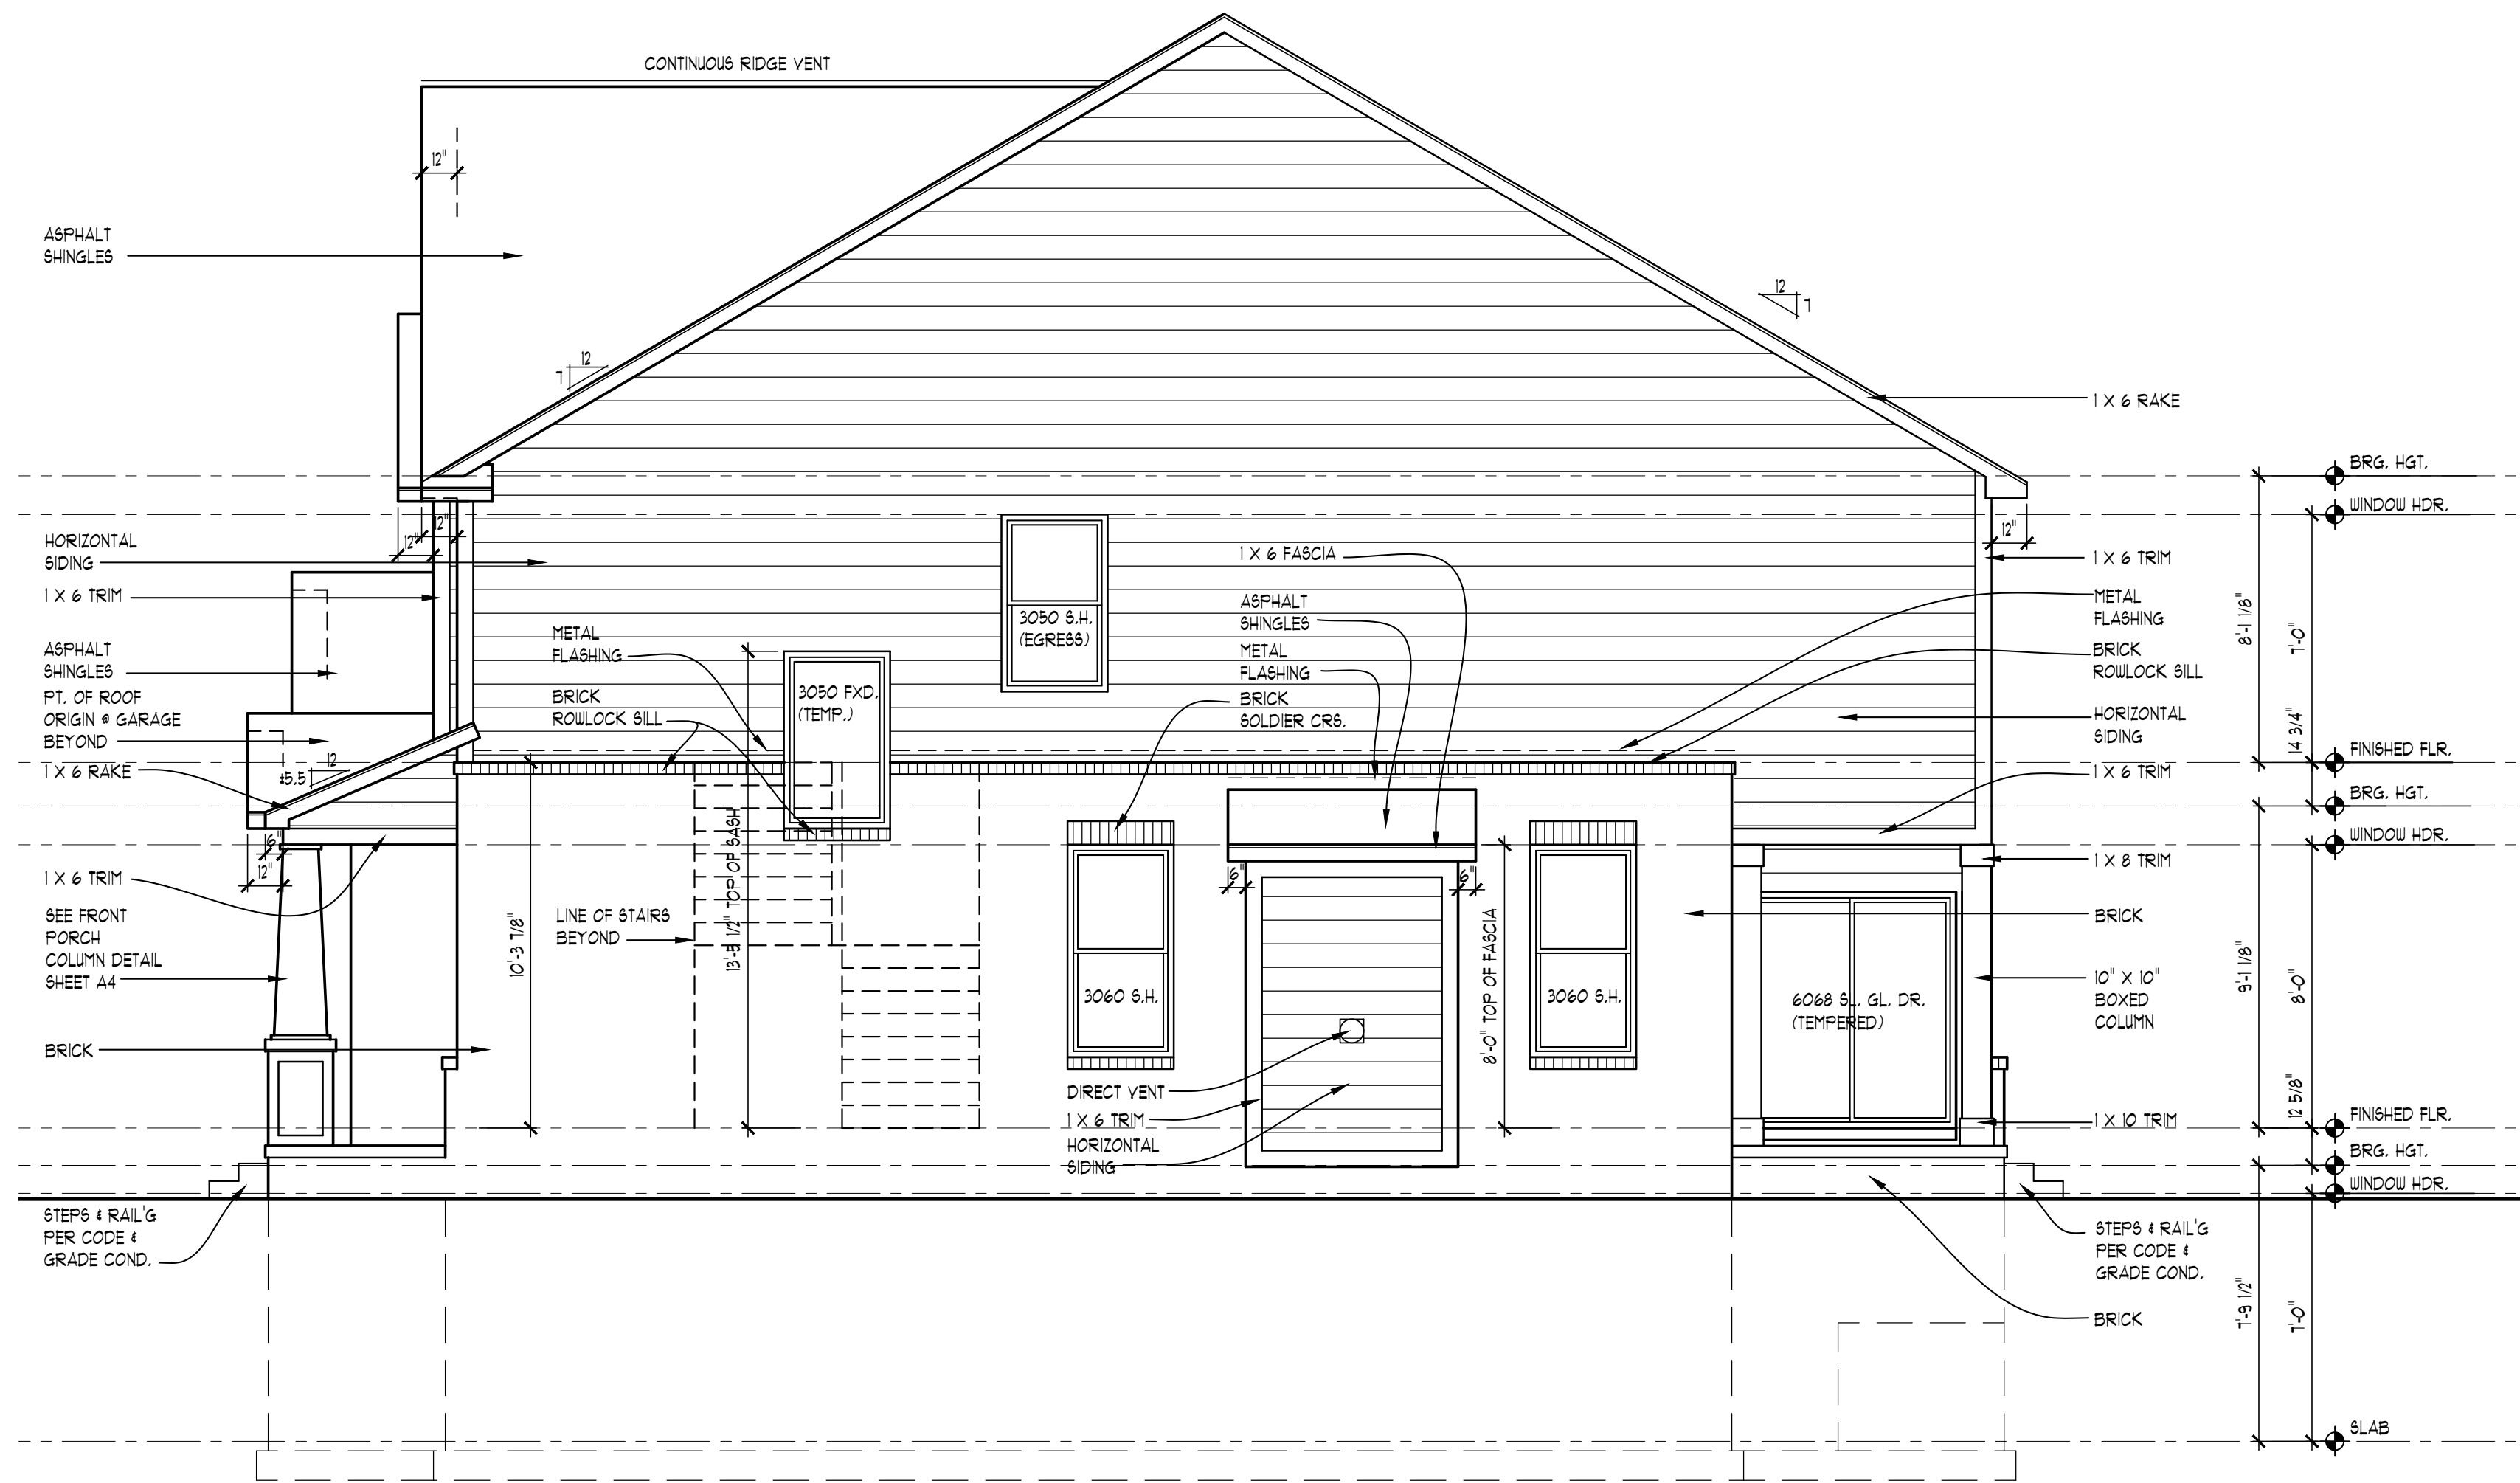 CONTINUOUS RIDGE VENT
12"
ASPHALT
SHINGLES
12
7
12
7
1 X 6 RAKE
BRG. HGT.
WINDOW HDR.
12"
12"
12"
HORIZONTAL
SIDING
1 X 6 TRIM
ASPHALT
SHINGLES
PT. OF ROOF
ORIGIN @ GARAGE
BEYOND
12
±5.5
1 X 6 RAKE
6"
12"
1 X 6 TRIM
SEE FRONT
PORCH
COLUMN DETAIL
SHEET A4
BRICK
STEPS & RAIL'G
PER CODE &
GRADE COND.
METAL
FLASHING
BRICK
ROWLOCK SILL
3050 FXD.
(TEMP.)
10'-3 7/8"
LINE OF STAIRS
BEYOND
13'-5 1/2" TOP OF SASH
3050 S.H.
(EGRESS)
1 X 6 FASCIA
ASPHALT
SHINGLES
METAL
FLASHING
BRICK
SOLDIER CRS.
6"
6"
3060 S.H.
8'-0" TOP OF FASCIA
3060 S.H.
DIRECT VENT
1 X 6 TRIM
HORIZONTAL
SIDING
6068 SL. GL. DR.
(TEMPERED)
1 X 6 TRIM
METAL
FLASHING
BRICK
ROWLOCK SILL
HORIZONTAL
SIDING
1 X 6 TRIM
1 X 8 TRIM
BRICK
10" X 10"
BOXED
COLUMN
1 X 10 TRIM
STEPS & RAIL'G
PER CODE &
GRADE COND.
BRICK
8'-1 1/8"
7'-0"
14 3/4"
FINISHED FLR.
BRG. HGT.
WINDOW HDR.
9'-1 1/8"
8'-0"
12 5/8"
FINISHED FLR.
BRG. HGT.
WINDOW HDR.
7'-9 1/2"
7'-0"
SLAB